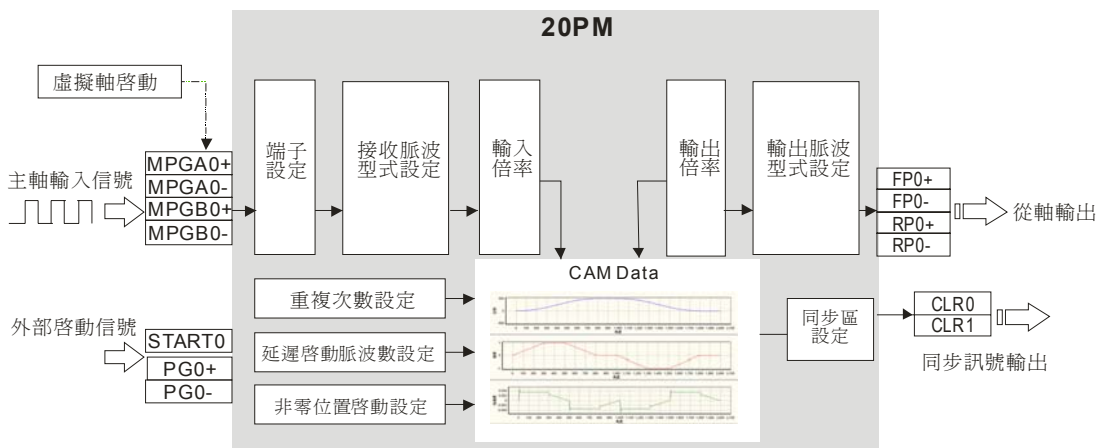 20PM
虛擬軸啓動
主軸輸入信號
MPGA0+
MPGA0-
MPGB0+
MPGB0-
端子
設定
接收脈波
型式設定
輸入
倍率
輸出
倍率
輸出脈波
型式設定
FP0+
FP0-
RP0+
RP0-
從軸輸出
外部啓動信號
START0
PG0+
PG0-
重複次數設定
延遲啓動脈波數設定
非零位置啓動設定
CAM Data
同步區
設定
CLR0
CLR1
同步訊號輸出